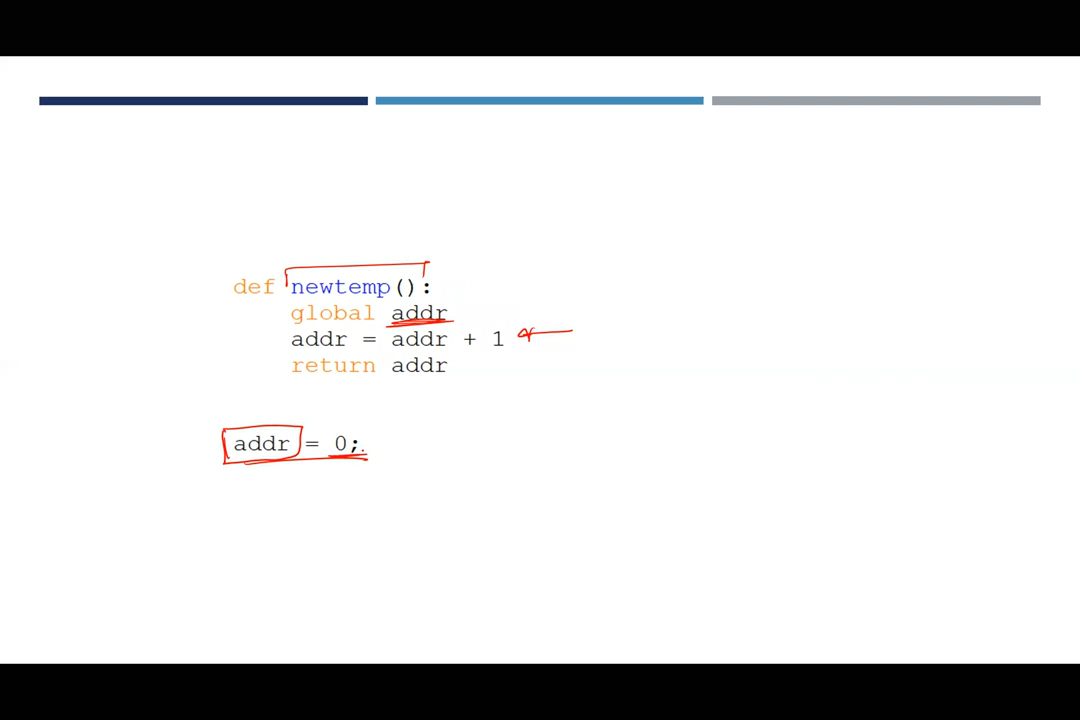 def newtemp():
global addr
addr = addr + 1
return addr
addr = 0;